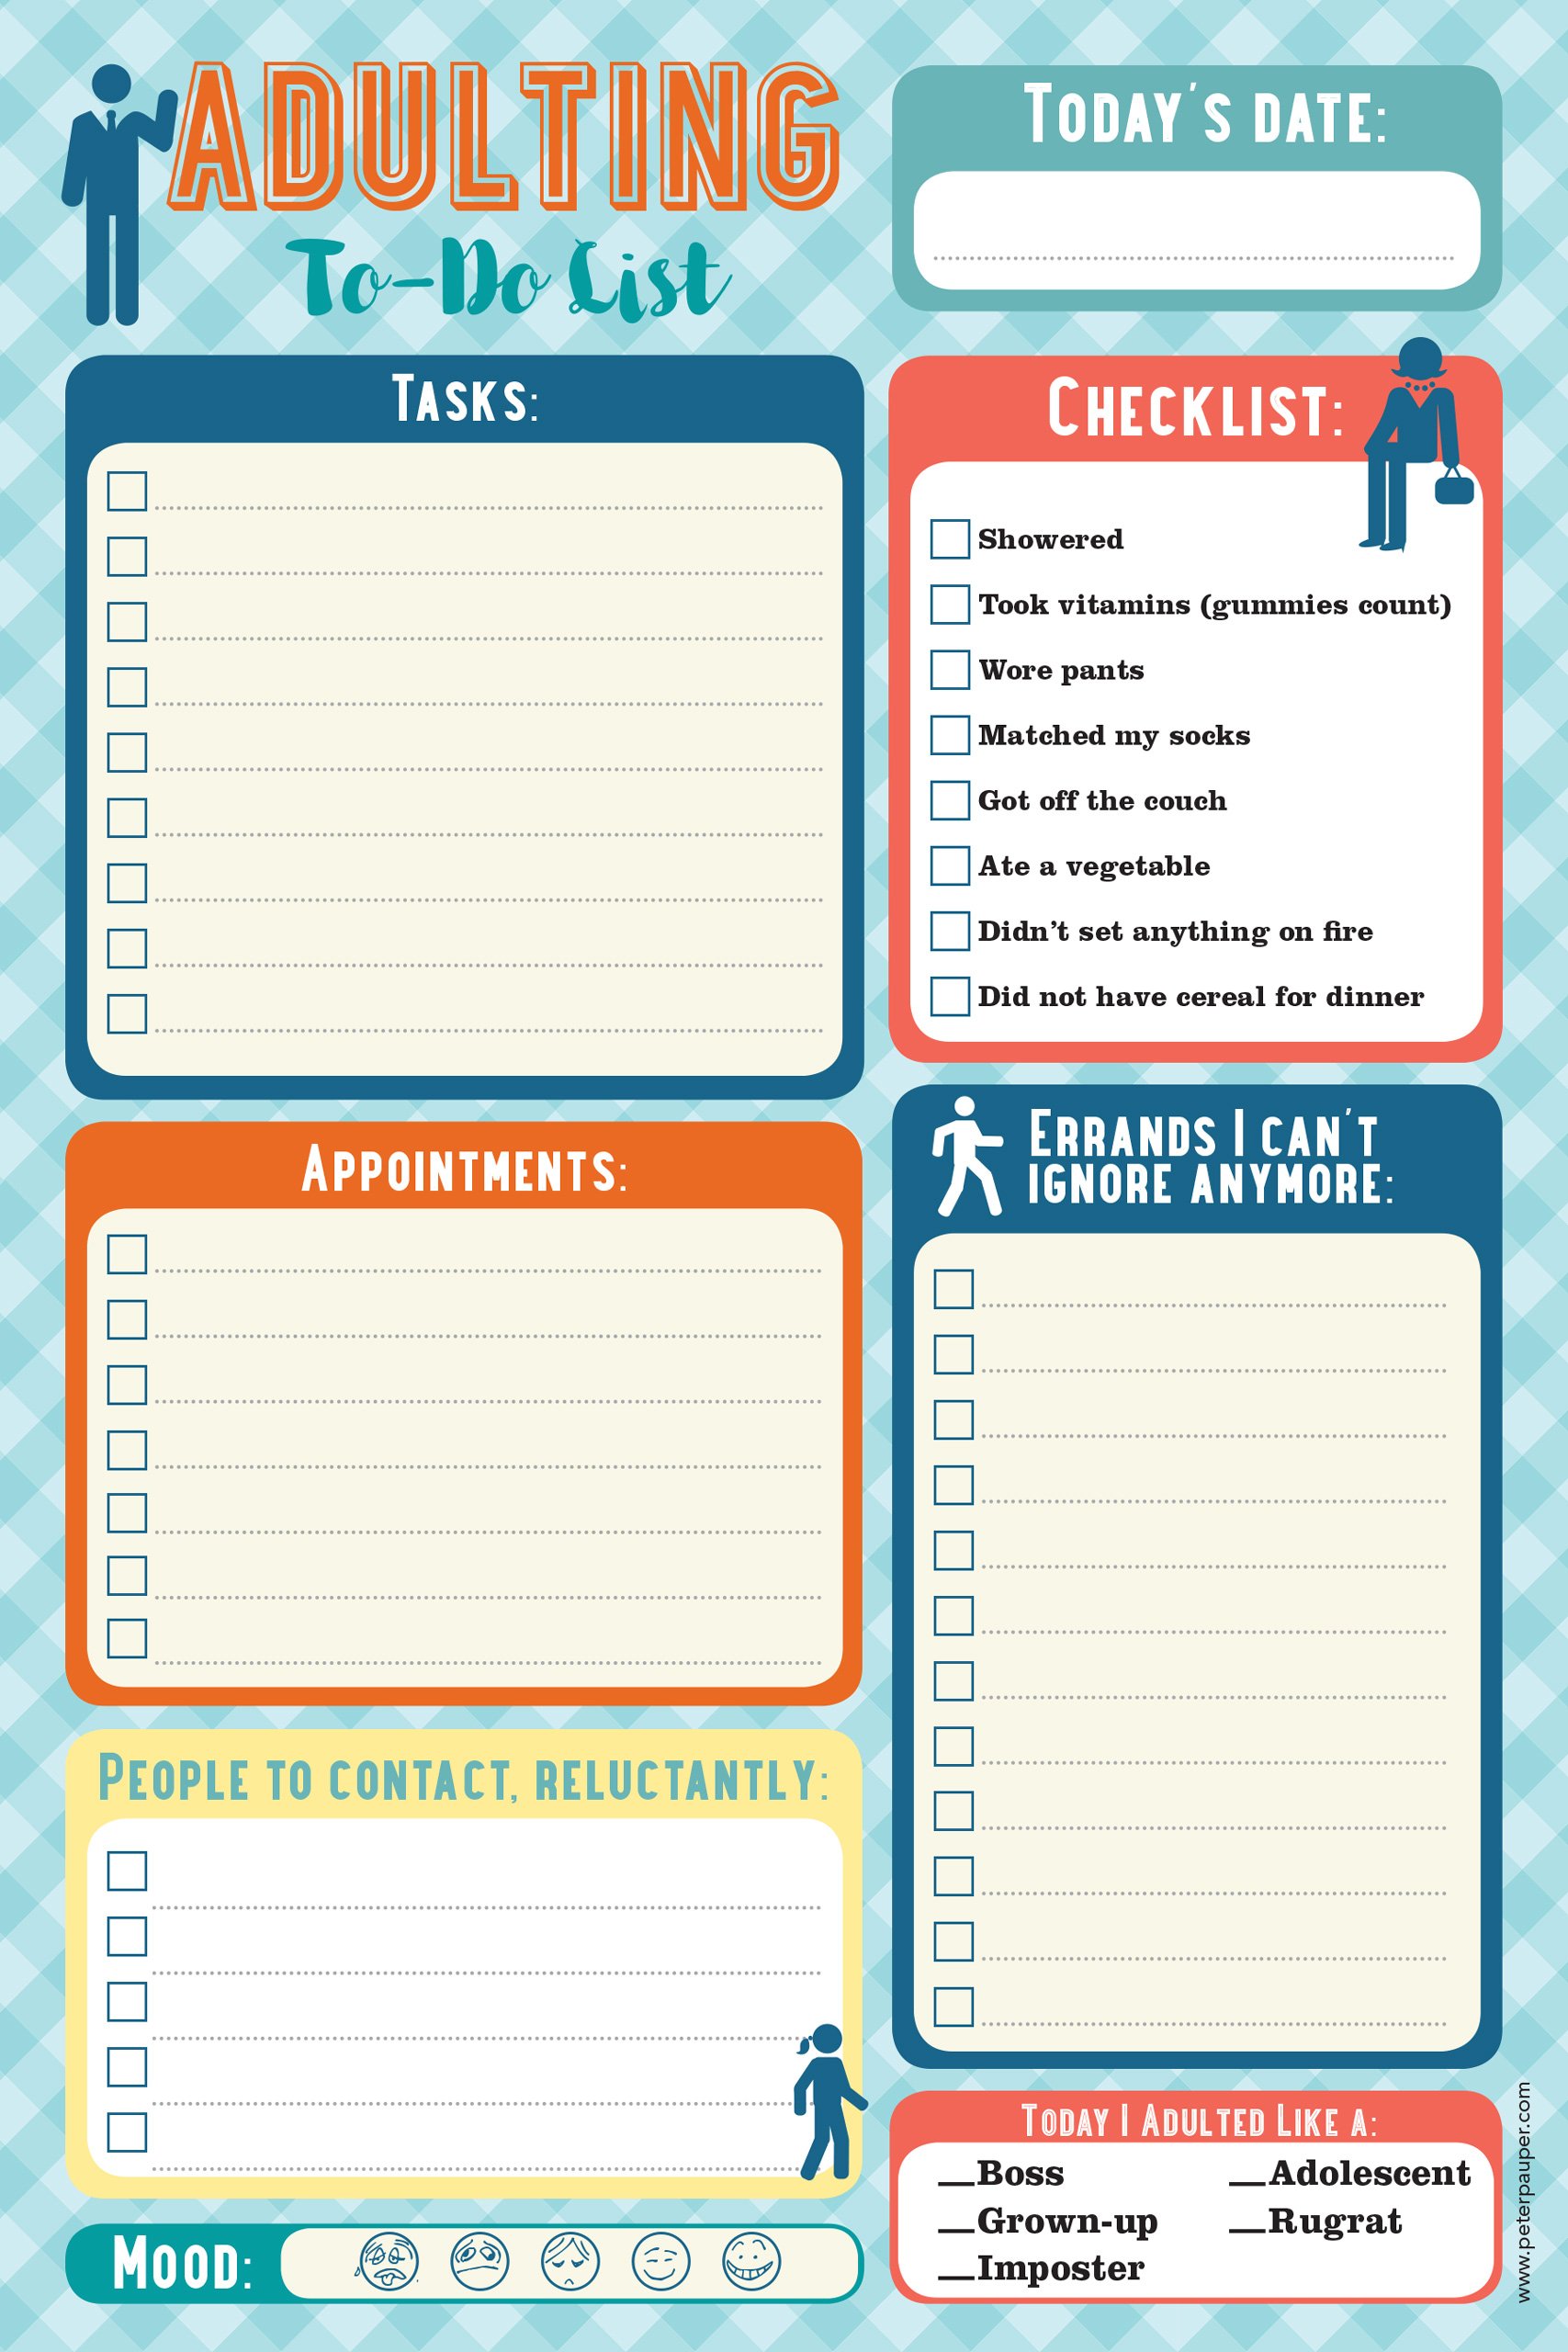 ADULTING
To-Do List
TODAY'S DATE:
TASKS:
CHECKLIST:
Showered
Took vitamins (gummies count)
Wore pants
Matched my socks
Got off the couch
Ate a vegetable
Didn't set anything on fire
Did not have cereal for dinner
APPOINTMENTS:
ERRANDS I CAN'T
IGNORE ANYMORE:
PEOPLE TO CONTACT, RELUCTANTLY:
MOOD:
TODAY I ADULTED LIKE A:
__Boss
__Grown-up
__Imposter
__Adolescent
__Rugrat
www.peterpauper.com